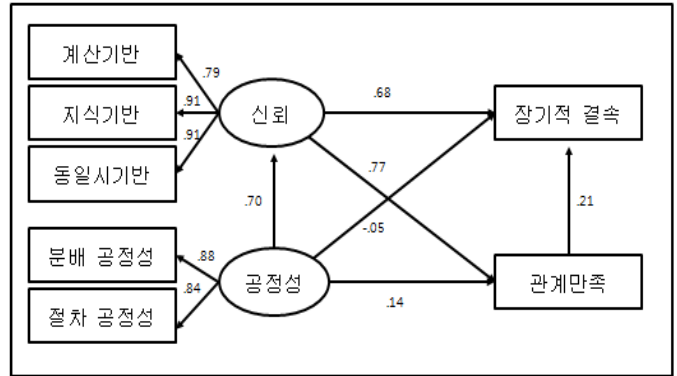 계산기반
.79
지식기반
.91
신뢰
.68
장기적 결속
.91
동일시기반
.77
.70
.21
-.05
분배 공정성
.88
공정성
관계만족
.84
.14
절차 공정성